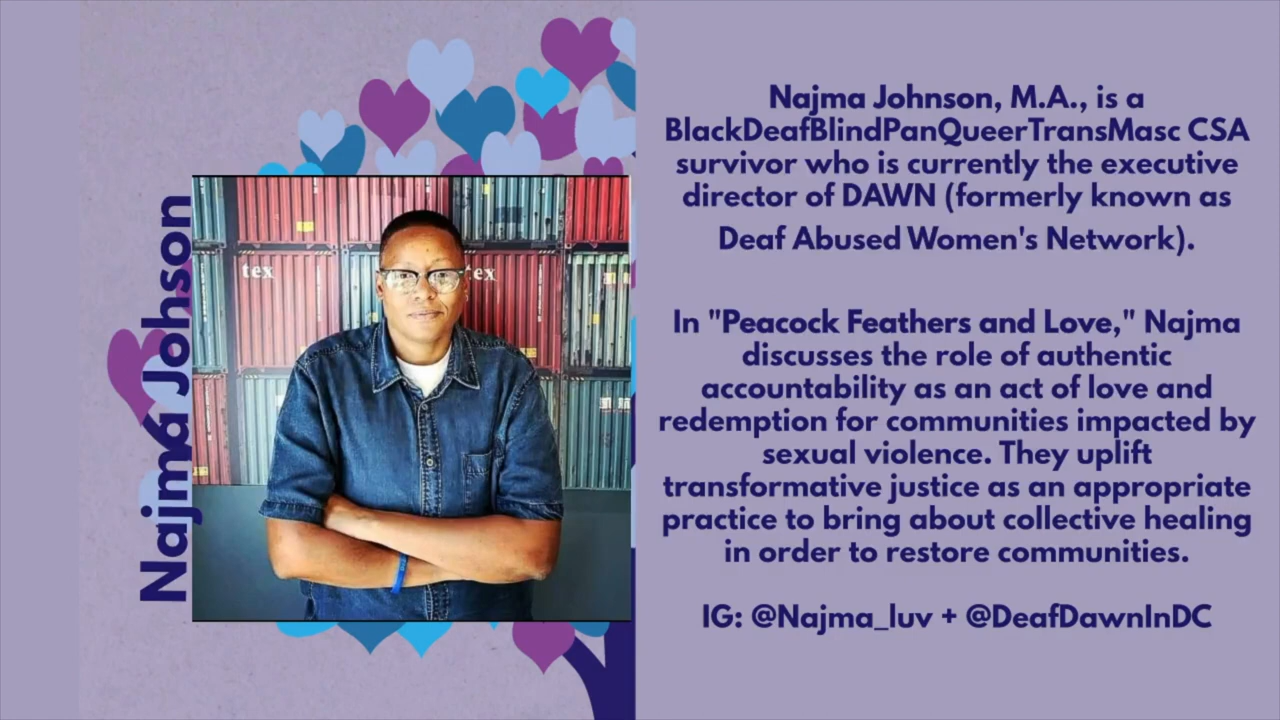 Najma Johnson
tex
tex
Najma Johnson, M.A., is a
BlackDeafBlindPanQueerTransMasc CSA
survivor who is currently the executive
director of DAWN (formerly known as
Deaf Abused Women's Network).
In "Peacock Feathers and Love," Najma
discusses the role of authentic
accountability as an act of love and
redemption for communities impacted by
sexual violence. They uplift
transformative justice as an appropriate
practice to bring about collective healing
in order to restore communities.
IG: @Najma_luv + @DeafDawnInDC